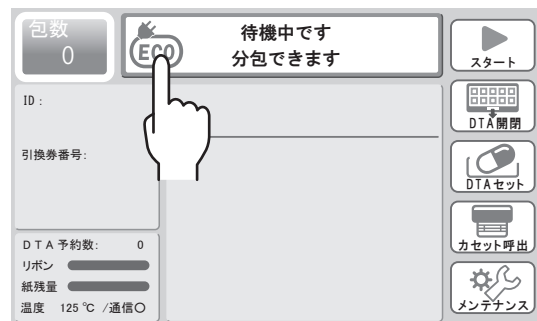 包数
0
ECO
待機中です
分包できます
スタート
ID :
DTA開閉
引換券番号:
DTAセット
DTA予約数: 0
リボン
カセット呼出
紙残量
温度 125℃ /通信〇
メンテナンス